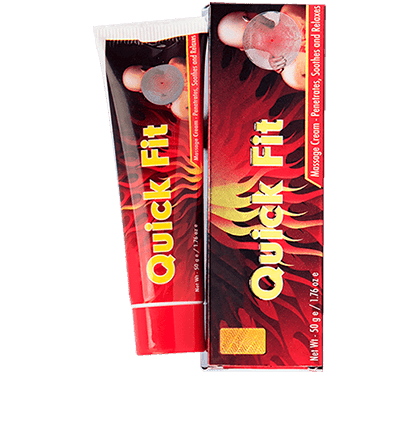 Quick Fit
Massage Cream - Penetrates, Soothes and Relaxes
Net Wt - 50 g e / 1.76 oz e
Quick Fit
Massage Cream - Penetrates, Soothes and Relaxes
Net Wt - 50 g e / 1.76 oz e